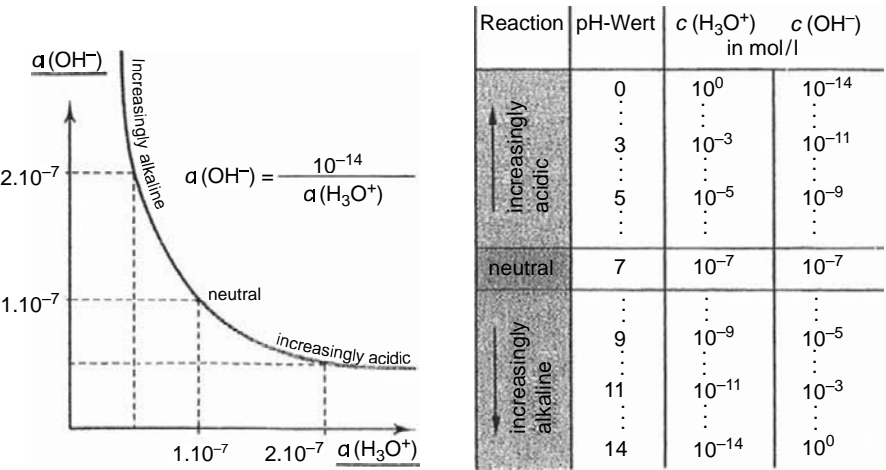 a (OH⁻)
Increasingly alkaline
2.10⁻⁷
a (OH⁻) = 10⁻¹⁴ / a (H₃O⁺)
1.10⁻⁷
neutral
increasingly acidic
1.10⁻⁷ 2.10⁻⁷ a (H₃O⁺)
Reaction pH-Wert c (H₃O⁺) c (OH⁻)
in mol/l
increasingly
acidic
0 10⁰ 10⁻¹⁴
3 10⁻³ 10⁻¹¹
5 10⁻⁵ 10⁻⁹
neutral 7 10⁻⁷ 10⁻⁷
increasingly
alkaline
9 10⁻⁹ 10⁻⁵
11 10⁻¹¹ 10⁻³
14 10⁻¹⁴ 10⁰